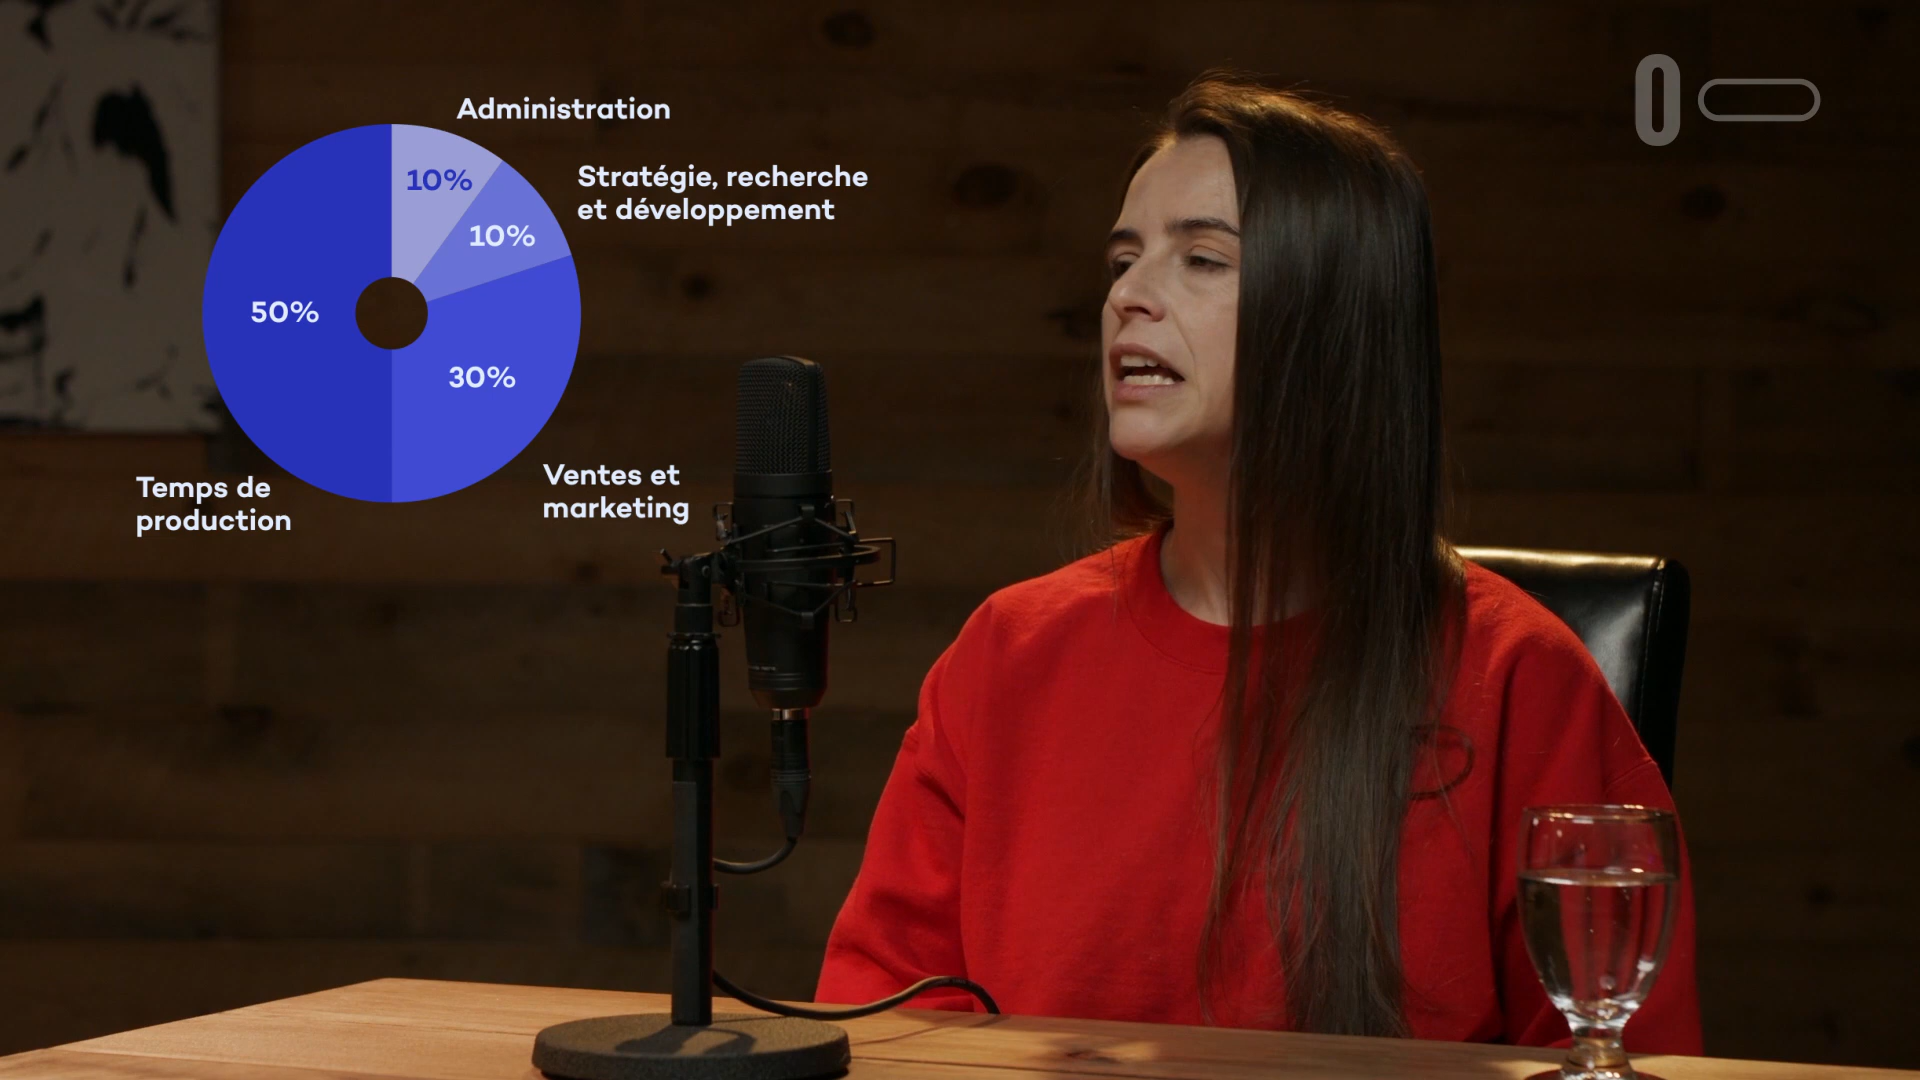 Administration
10%
Stratégie, recherche
et développement
10%
50%
30%
Ventes et
marketing
Temps de
production